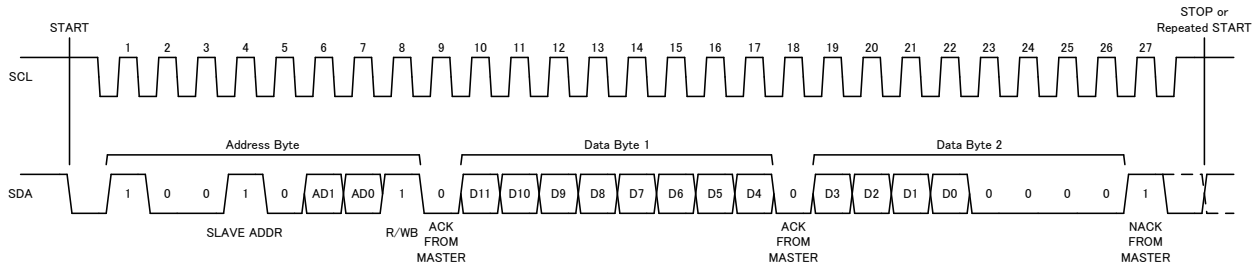 START
STOP or
Repeated START
1 2 3 4 5 6 7 8 9 10 11 12 13 14 15 16 17 18 19 20 21 22 23 24 25 26 27
SCL
Address Byte
Data Byte 1
Data Byte 2
SDA
1 0 0 1 0 AD1 AD0 1 0 D11 D10 D9 D8 D7 D6 D5 D4 0 D3 D2 D1 D0 0 0 0 0 1
SLAVE ADDR
R/WB
ACK
FROM
MASTER
ACK
FROM
MASTER
NACK
FROM
MASTER